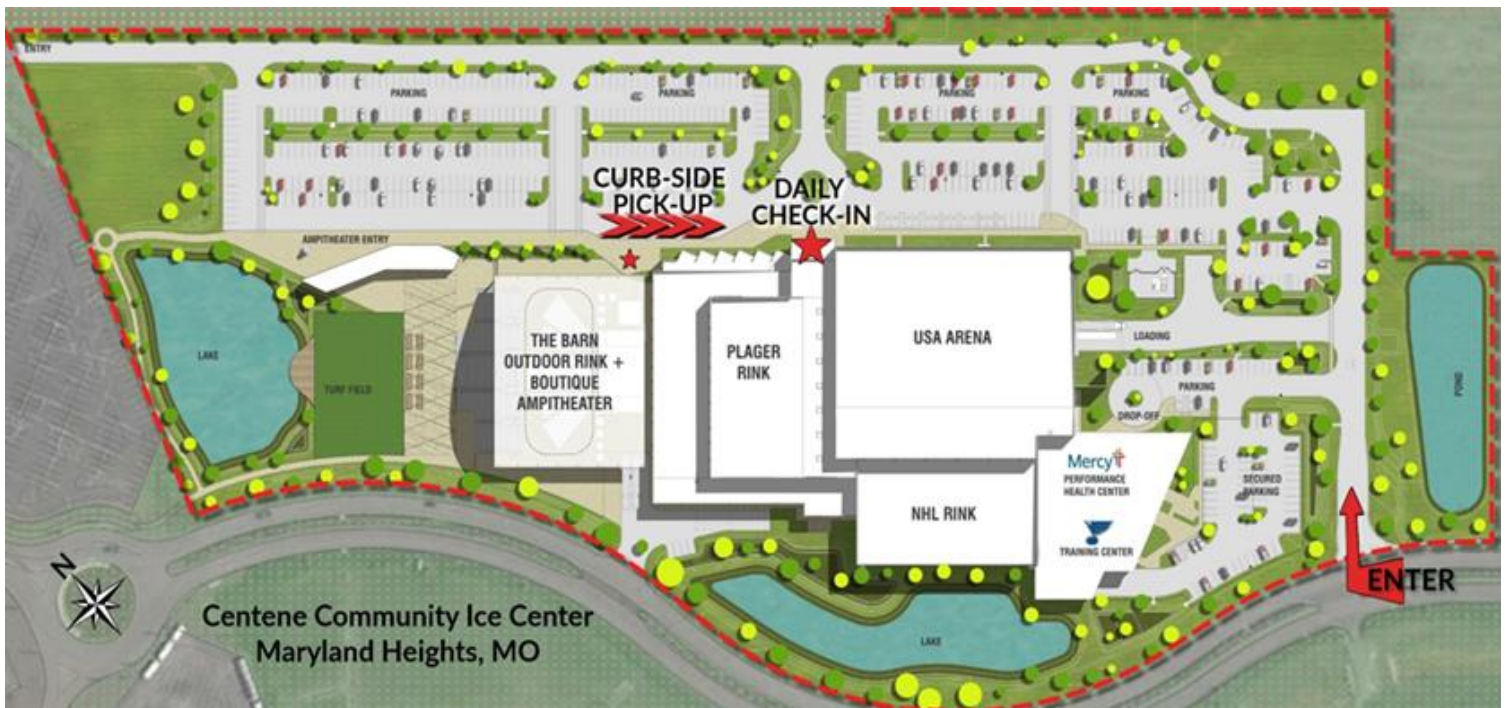 ENTRY
PARKING
PARKING
PARKING
PARKING
CURB-SIDE
PICK-UP
DAILY
CHECK-IN
AMPITHEATER ENTRY
LAKE
TURF FIELD
THE BARN
OUTDOOR RINK +
BOUTIQUE
AMPITHEATER
PLAGER
RINK
USA ARENA
LOADING
PARKING
DROP-OFF
POND
Mercy
PERFORMANCE
HEALTH CENTER
SECURED
PARKING
NHL RINK
TRAINING CENTER
ENTER
N
Centene Community Ice Center
Maryland Heights, MO
LAKE